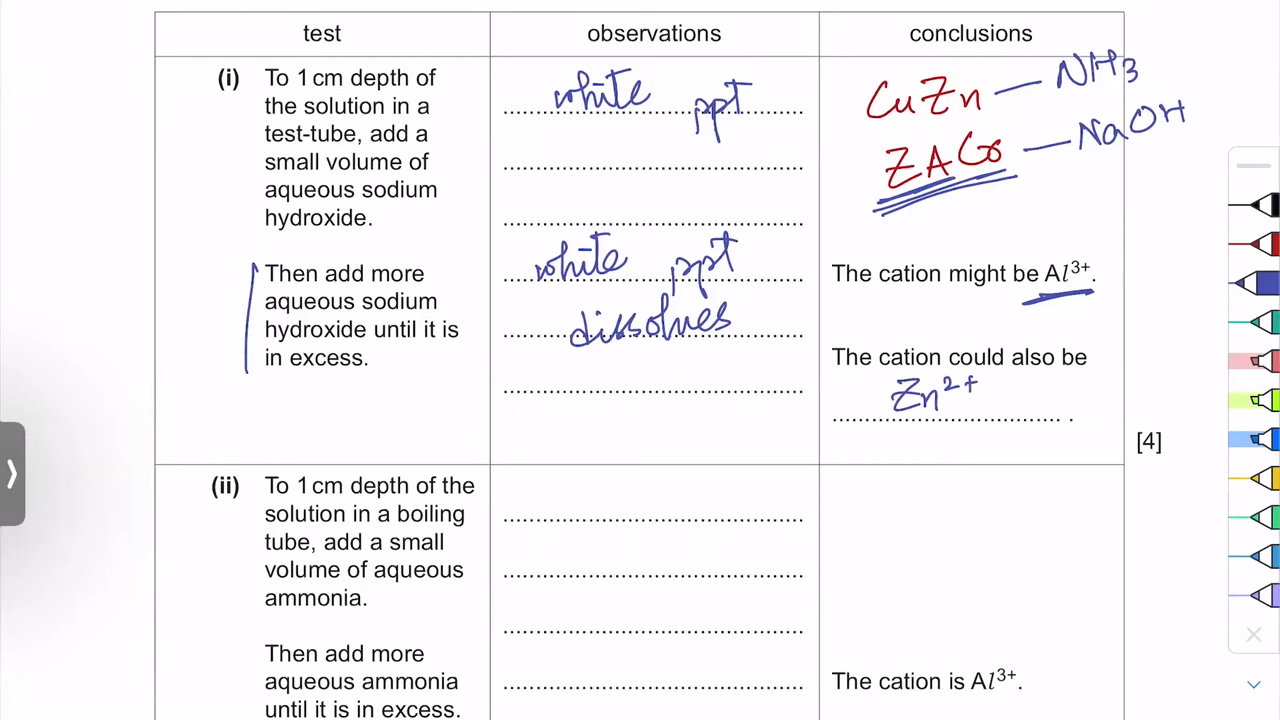 test
observations
conclusions
(i) To 1 cm depth of
the solution in a
test-tube, add a
small volume of
aqueous sodium
hydroxide.
white ppt
CuZn — NH3
ZACr — NaOH
Then add more
aqueous sodium
hydroxide until it is
in excess.
white ppt
dissolves
The cation might be Al³⁺.
The cation could also be
Zn²⁺
.
[4]
(ii) To 1 cm depth of the
solution in a boiling
tube, add a small
volume of aqueous
ammonia.
Then add more
aqueous ammonia
until it is in excess.
The cation is Al³⁺.